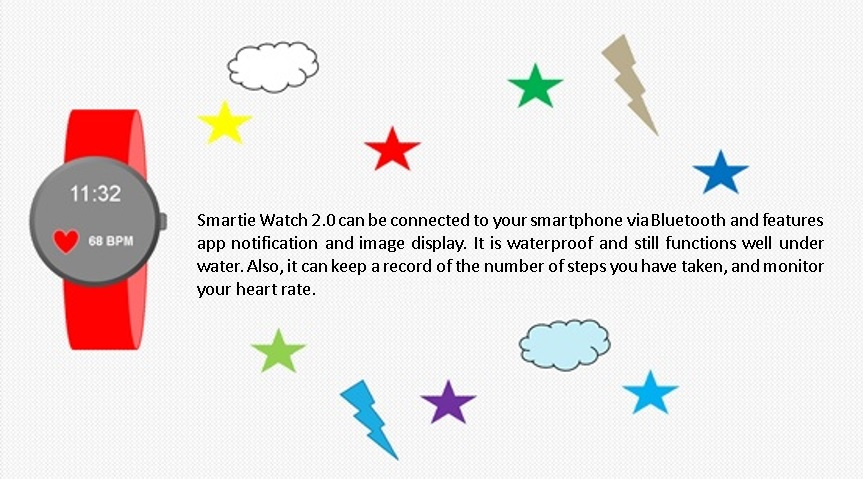 11:32
68 BPM
Smartie Watch 2.0 can be connected to your smartphone via Bluetooth and features
app notification and image display. It is waterproof and still functions well under
water. Also, it can keep a record of the number of steps you have taken, and monitor
your heart rate.